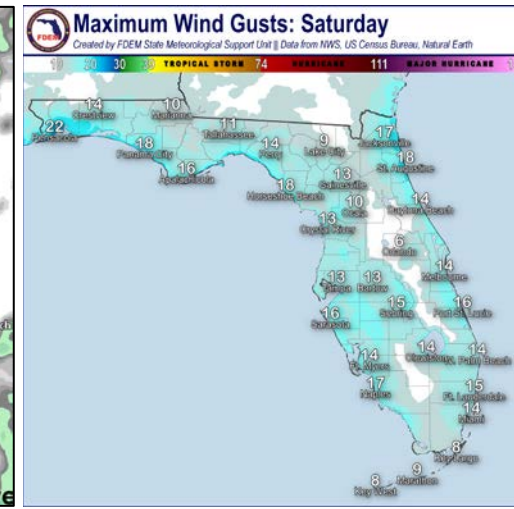 FDEM
Maximum Wind Gusts: Saturday
Created by FDEM State Meteorological Support Unit || Data from NWS, US Census Bureau, Natural Earth
10 20 30 39 TROPICAL STORM 74 HURRICANE 111 MAJOR HURRICANE
14
Crestview
10
Marianna
22
Pensacola
18
Panama City
11
Tallahassee
16
Apalachicola
14
Perry
9
Lake City
17
Jacksonville
18
St. Augustine
13
Gainesville
18
Horseshoe Beach
10
Ocala
14
Daytona Beach
13
Crystal River
6
Orlando
14
Melbourne
13
Tampa
13
Bartow
15
Sebring
16
Port St. Lucie
16
Sarasota
14
Clewiston
14
Palm Beach
14
Ft. Myers
17
Naples
15
Ft. Lauderdale
14
Miami
8
Key Largo
9
Marathon
8
Key West